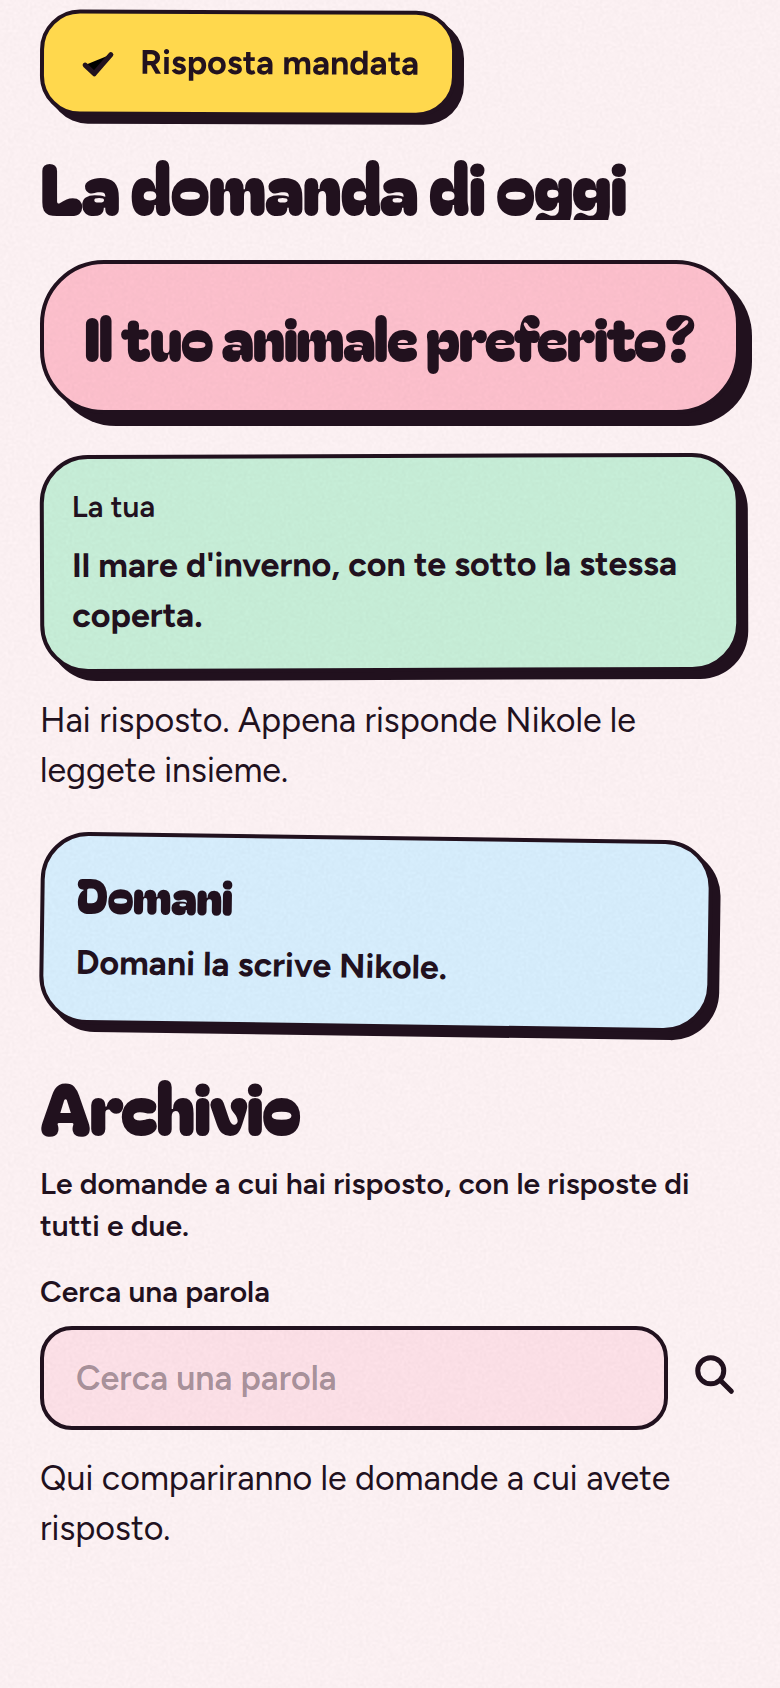 Risposta mandata
La domanda di oggi
Il tuo animale preferito?
La tua
Il mare d'inverno, con te sotto la stessa
coperta.
Hai risposto. Appena risponde Nikole le
leggete insieme.
Domani
Domani la scrive Nikole.
Archivio
Le domande a cui hai risposto, con le risposte di
tutti e due.
Cerca una parola
Cerca una parola
Qui compariranno le domande a cui avete
risposto.